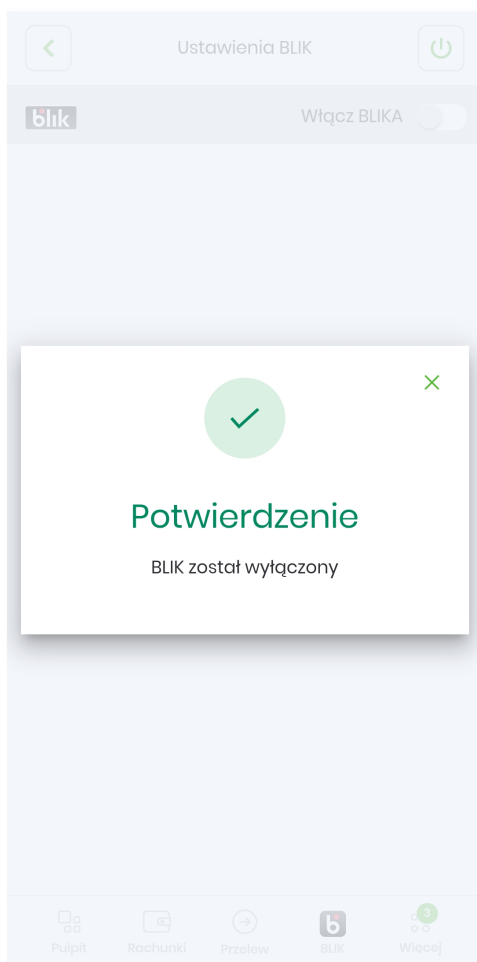 Ustawienia BLIK
blik
Włącz BLIKA
Potwierdzenie
BLIK został wyłączony
3
Pulpit
Rachunki
Przelew
BLIK
Więcej